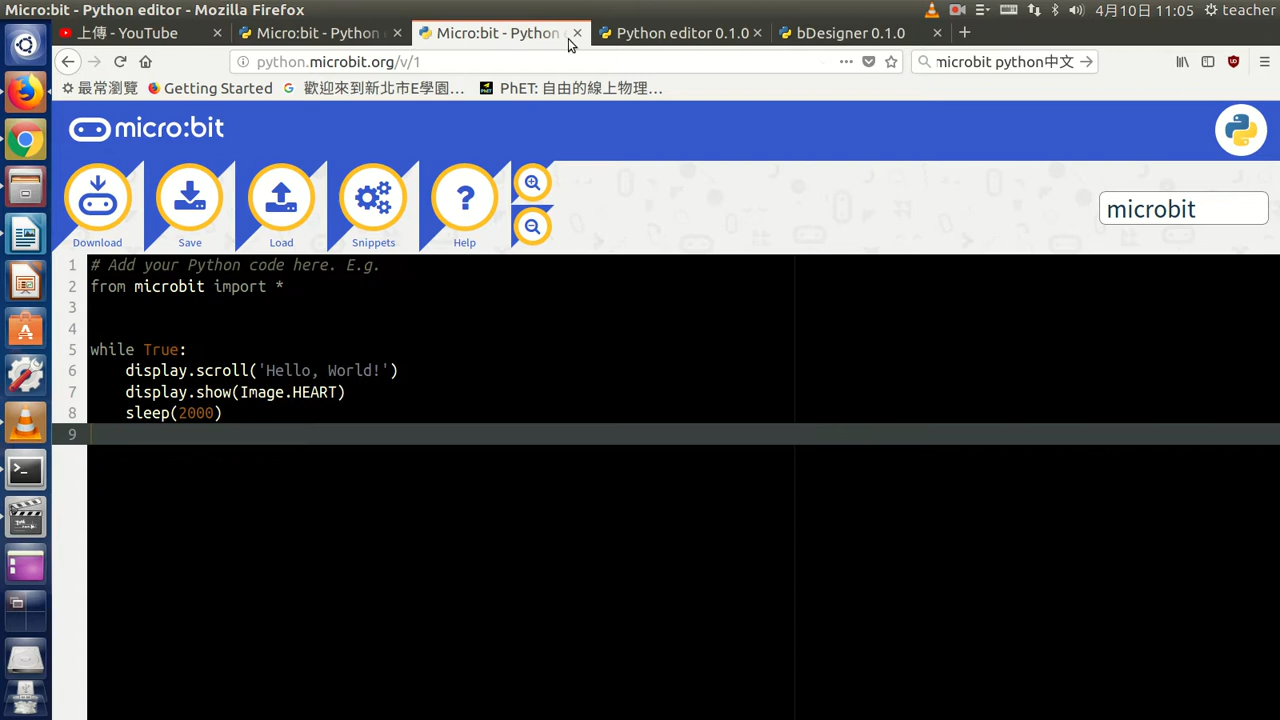 Micro:bit - Python editor - Mozilla Firefox
4月10日 11:05 teacher
上傳 - YouTube
Micro:bit - Python
Micro:bit - Python
Python editor 0.1.0
bDesigner 0.1.0
python.microbit.org/v/1
microbit python中文
最常瀏覽
Getting Started
歡迎來到新北市E學園…
PhET: 自由的線上物理…
micro:bit
Download
Save
Load
Snippets
Help
microbit
1 # Add your Python code here. E.g.
2 from microbit import *
3
4
5 while True:
6 display.scroll('Hello, World!')
7 display.show(Image.HEART)
8 sleep(2000)
9